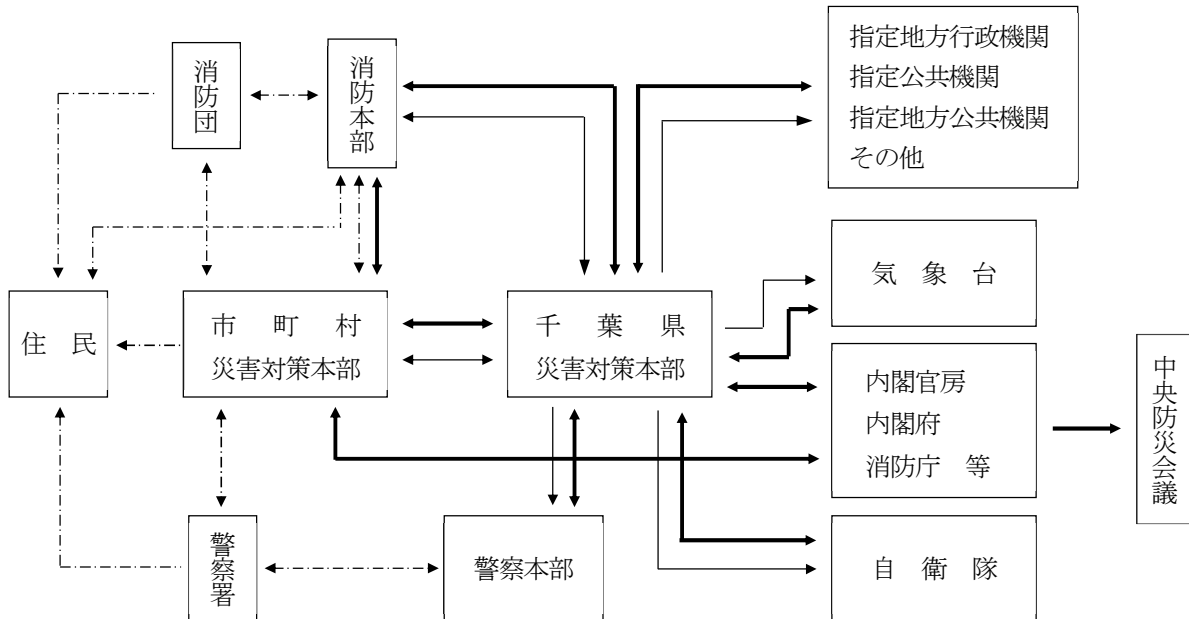 消防団
消防本部
指定地方行政機関
指定公共機関
指定地方公共機関
その他
気 象 台
住 民
市 町 村
災害対策本部
千 葉 県
災害対策本部
内閣官房
内閣府
消防庁 等
中央防災会議
警察署
警察本部
自 衛 隊